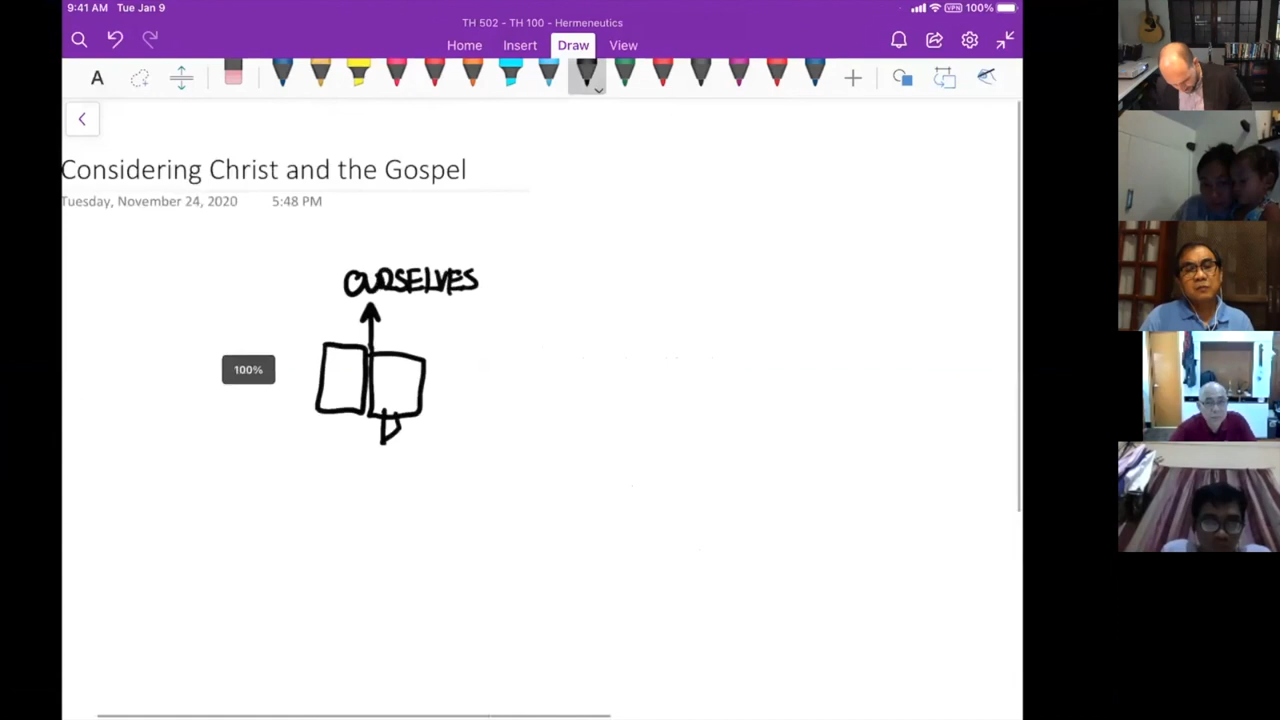 9:41 AM Tue Jan 9
VPN 100%
TH 502 - TH 100 - Hermeneutics
Home Insert Draw View
A
Considering Christ and the Gospel
Tuesday, November 24, 2020 5:48 PM
OURSELVES
100%